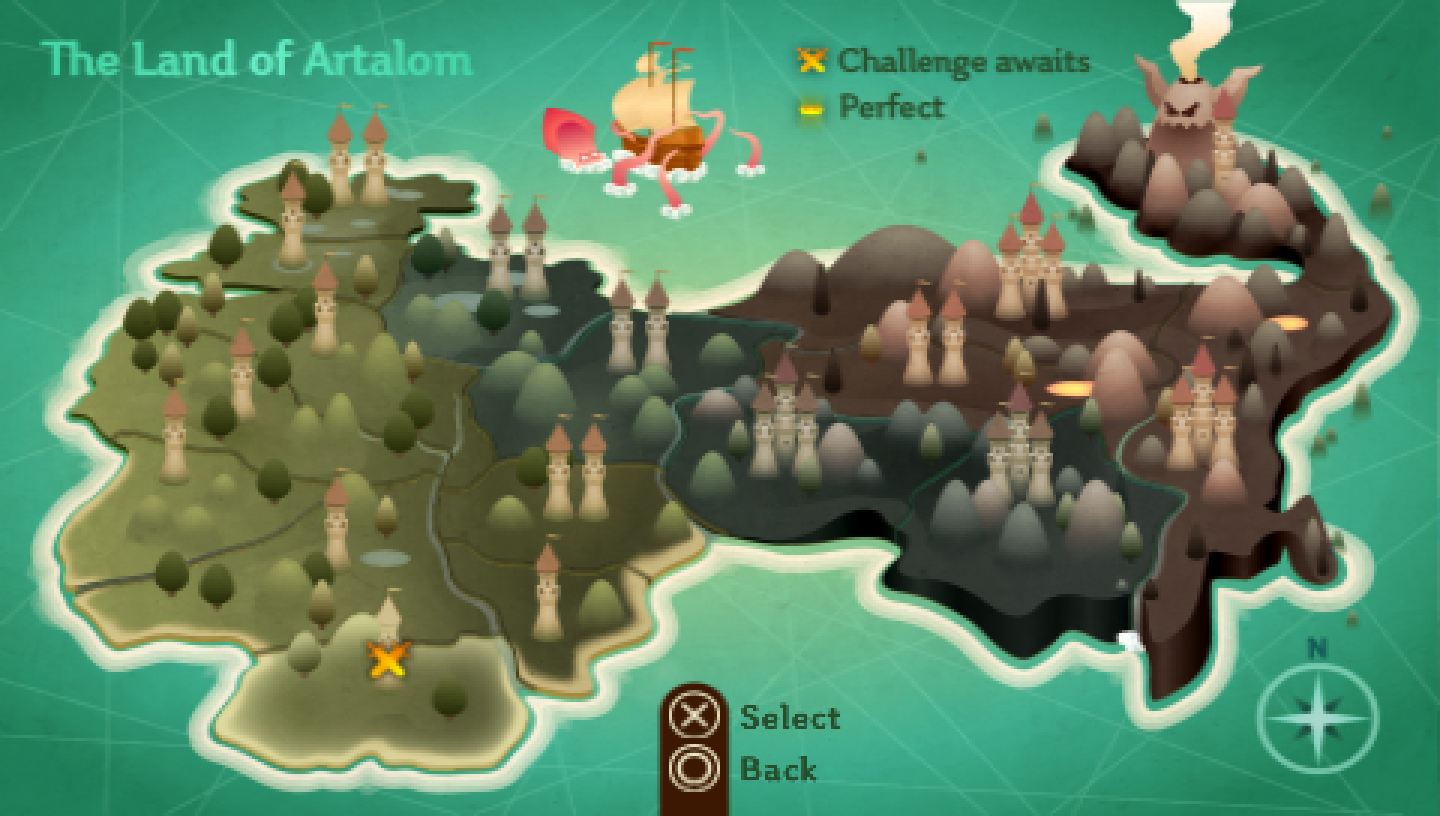 The Land of Artalom
Challenge awaits
Perfect
N
Select
Back